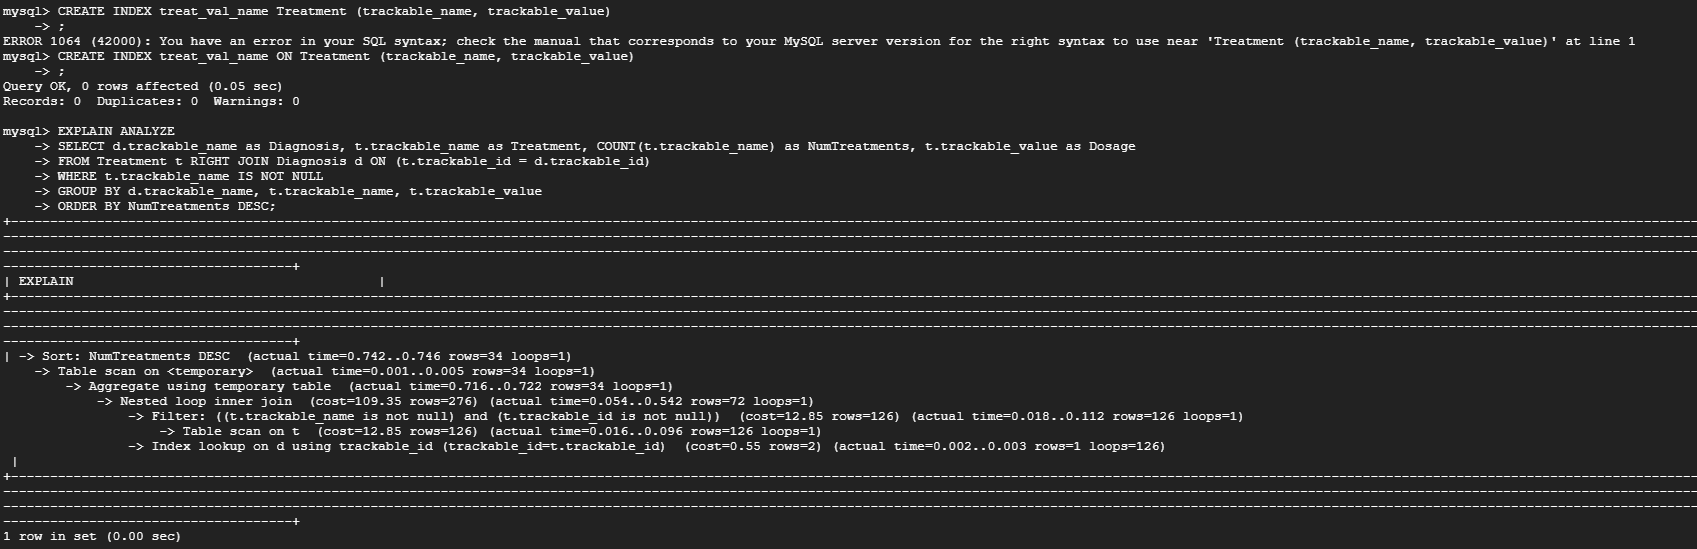 mysql> CREATE INDEX treat_val_name Treatment (trackable_name, trackable_value)
    -> ;
ERROR 1064 (42000): You have an error in your SQL syntax; check the manual that corresponds to your MySQL server version for the right syntax to use near 'Treatment (trackable_name, trackable_value)' at line 1
mysql> CREATE INDEX treat_val_name ON Treatment (trackable_name, trackable_value)
    -> ;
Query OK, 0 rows affected (0.05 sec)
Records: 0  Duplicates: 0  Warnings: 0

mysql> EXPLAIN ANALYZE
    -> SELECT d.trackable_name as Diagnosis, t.trackable_name as Treatment, COUNT(t.trackable_name) as NumTreatments, t.trackable_value as Dosage
    -> FROM Treatment t RIGHT JOIN Diagnosis d ON (t.trackable_id = d.trackable_id)
    -> WHERE t.trackable_name IS NOT NULL
    -> GROUP BY d.trackable_name, t.trackable_name, t.trackable_value
    -> ORDER BY NumTreatments DESC;
| EXPLAIN |
| -> Sort: NumTreatments DESC  (actual time=0.742..0.746 rows=34 loops=1)
    -> Table scan on <temporary>  (actual time=0.001..0.005 rows=34 loops=1)
        -> Aggregate using temporary table  (actual time=0.716..0.722 rows=34 loops=1)
            -> Nested loop inner join  (cost=109.35 rows=276) (actual time=0.054..0.542 rows=72 loops=1)
                -> Filter: ((t.trackable_name is not null) and (t.trackable_id is not null))  (cost=12.85 rows=126) (actual time=0.018..0.112 rows=126 loops=1)
                    -> Table scan on t  (cost=12.85 rows=126) (actual time=0.016..0.096 rows=126 loops=1)
                -> Index lookup on d using trackable_id (trackable_id=t.trackable_id)  (cost=0.55 rows=2) (actual time=0.002..0.003 rows=1 loops=126)
 |
1 row in set (0.00 sec)